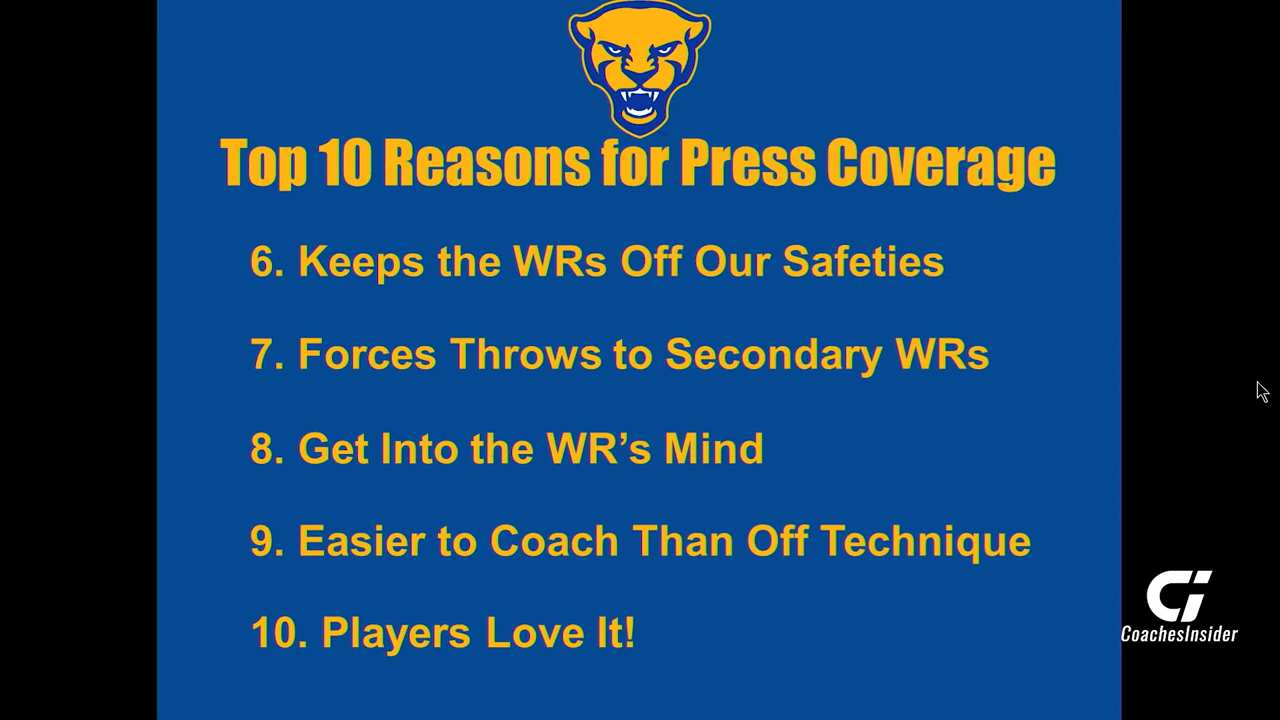 Top 10 Reasons for Press Coverage
6. Keeps the WRs Off Our Safeties
7. Forces Throws to Secondary WRs
8. Get Into the WR’s Mind
9. Easier to Coach Than Off Technique
10. Players Love It!
Ci
CoachesInsider